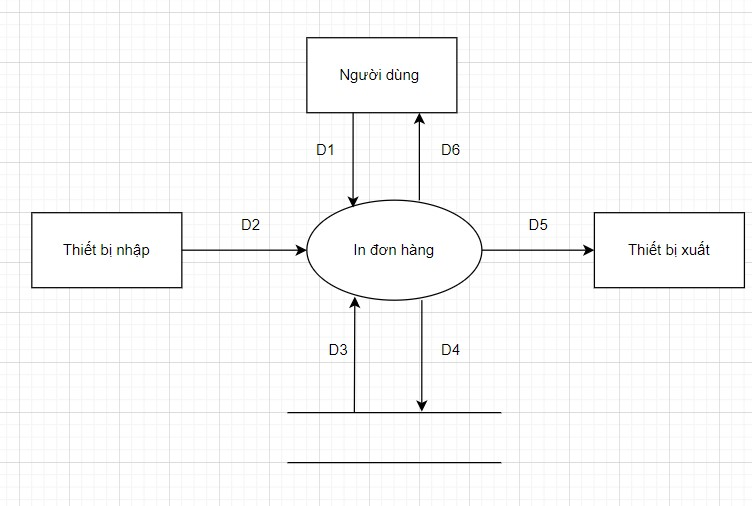 Người dùng
D1
D6
D2
D5
Thiết bị nhập
In đơn hàng
Thiết bị xuất
D3
D4